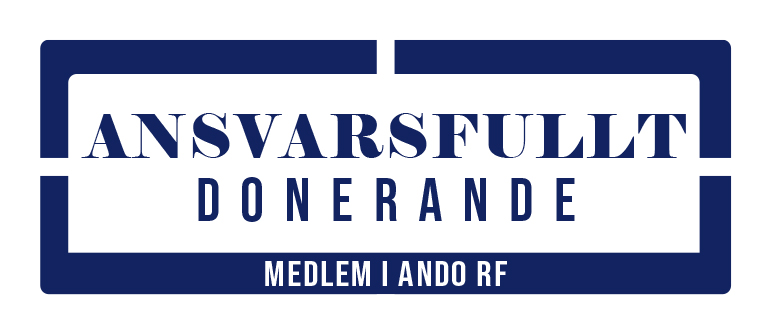 ANSVARSFULLT
DONERANDE
MEDLEM I ANDO RF